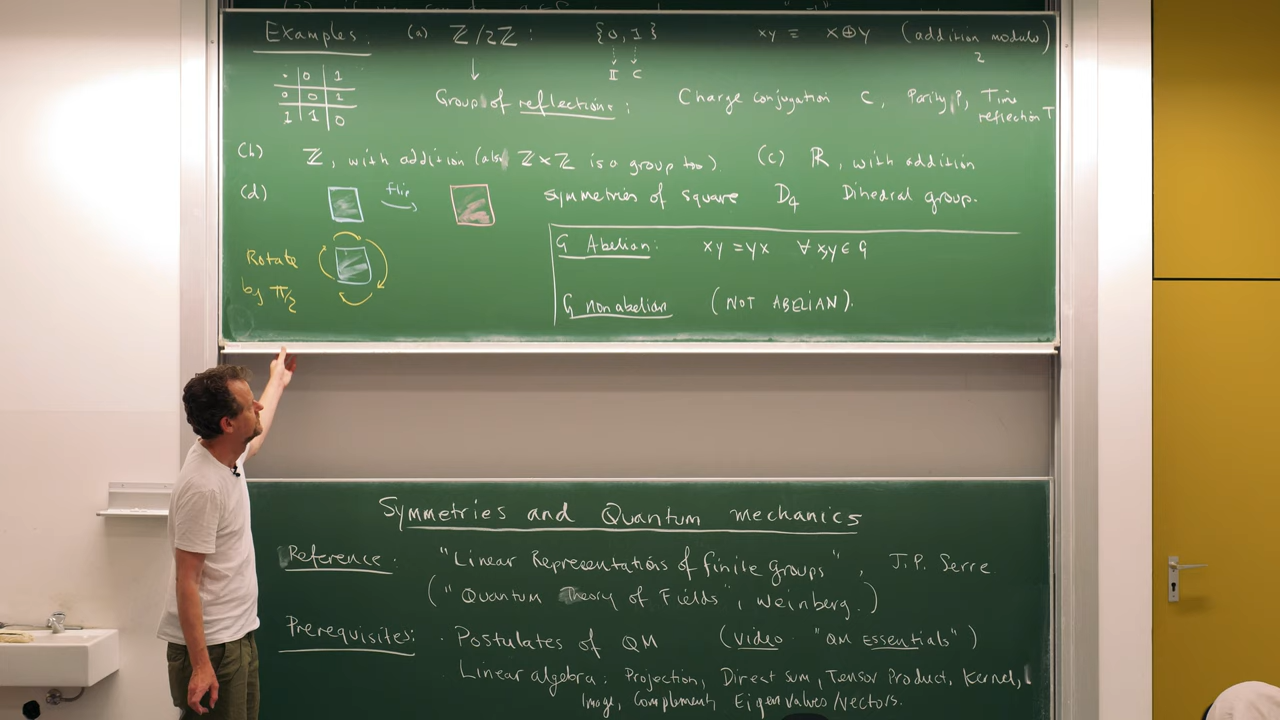 Examples: (a) ℤ/2ℤ : {0,1} xy = x⊕y (addition modulo 2)
. 0 1
0 0 1
1 1 0
𝕀 C
Group of reflections; Charge conjugation C, Parity P, Time reflection T
(b) ℤ, with addition (also ℤ×ℤ is a group too). (c) ℝ, with addition
(d) flip symmetries of square D4 Dihedral group.
Rotate by π/2
G Abelian: xy = yx ∀ x,y ∈ G
G nonabelian (NOT ABELIAN).
Symmetries and Quantum mechanics
Reference: "Linear Representations of finite groups", J.P. Serre.
("Quantum Theory of Fields", Weinberg.)
Prerequisites: · Postulates of QM (video "QM Essentials")
Linear algebra: Projection, Direct sum, Tensor Product, Kernel,
Image, Complement, Eigenvalues/vectors.